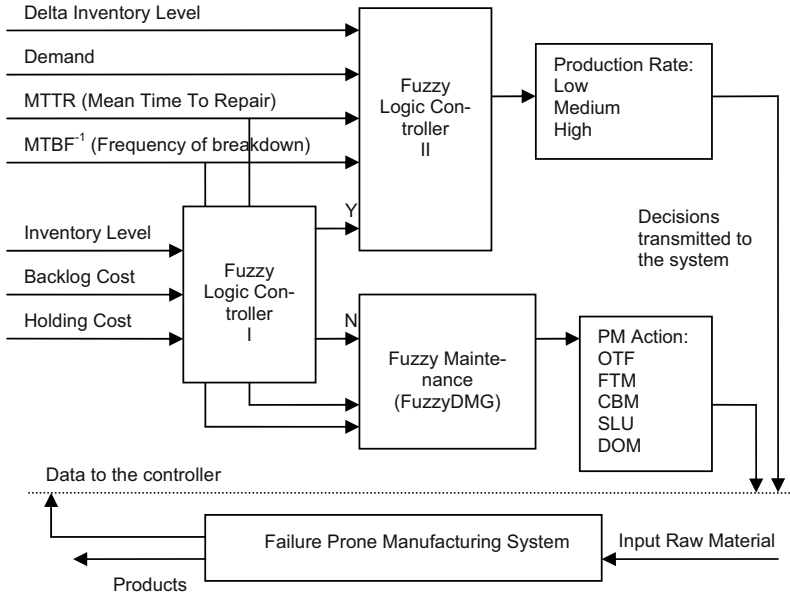 Delta Inventory Level
Demand
MTTR (Mean Time To Repair)
MTBF⁻¹ (Frequency of breakdown)
Fuzzy
Logic Con-
troller
II
Production Rate:
Low
Medium
High
Y
Inventory Level
Backlog Cost
Holding Cost
Fuzzy
Logic Con-
troller
I
N
Decisions
transmitted to
the system
Fuzzy Mainte-
nance
(FuzzyDMG)
PM Action:
OTF
FTM
CBM
SLU
DOM
Data to the controller
Failure Prone Manufacturing System
Input Raw Material
Products